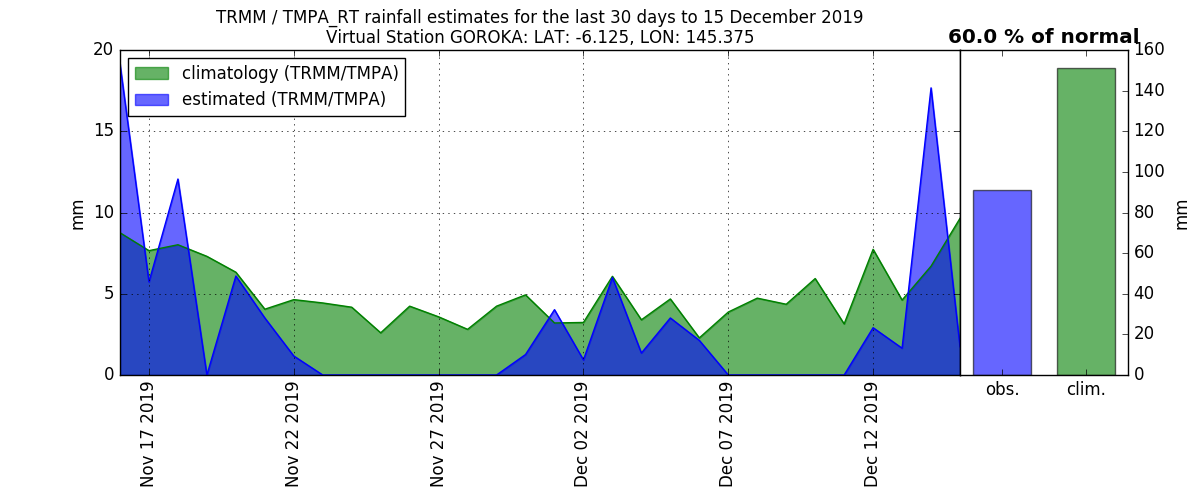 TRMM / TMPA_RT rainfall estimates for the last 30 days to 15 December 2019
Virtual Station GOROKA: LAT: -6.125, LON: 145.375
60.0 % of normal
climatology (TRMM/TMPA)
estimated (TRMM/TMPA)
20
15
10
5
0
mm
160
140
120
100
80
60
40
20
0
mm
Nov 17 2019
Nov 22 2019
Nov 27 2019
Dec 02 2019
Dec 07 2019
Dec 12 2019
obs.
clim.